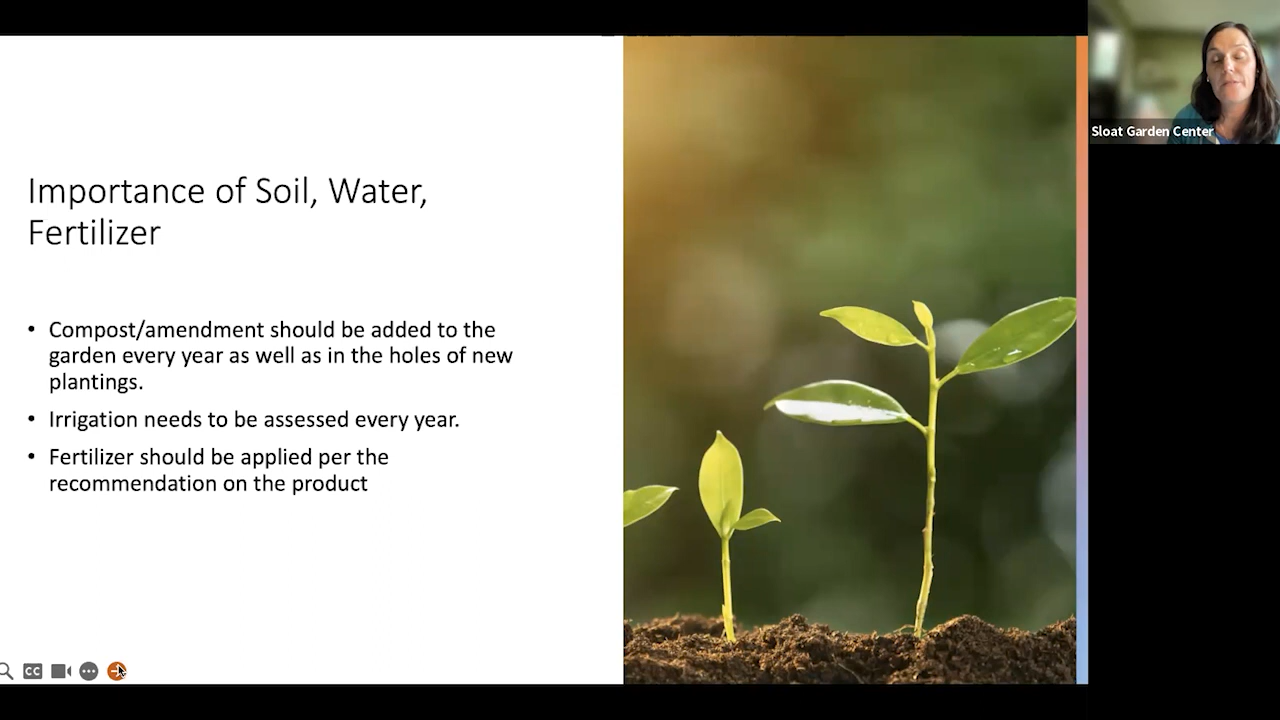 Importance of Soil, Water,
Fertilizer
• Compost/amendment should be added to the
garden every year as well as in the holes of new
plantings.
• Irrigation needs to be assessed every year.
• Fertilizer should be applied per the
recommendation on the product
CC
Sloat Garden Center